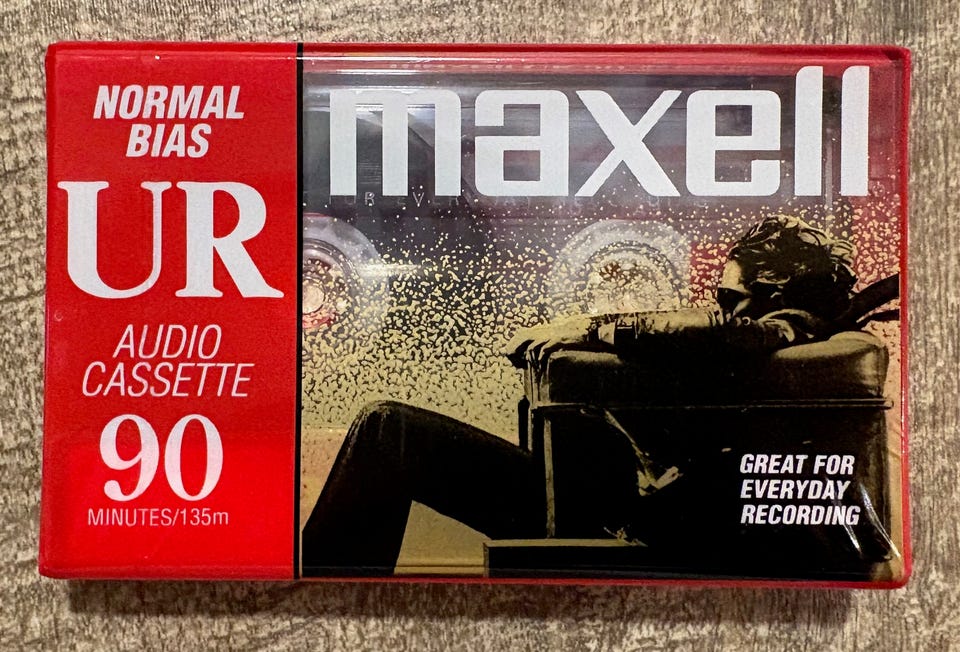 NORMAL
BIAS
UR
AUDIO
CASSETTE
90
MINUTES/135m
maxell
GREAT FOR
EVERYDAY
RECORDING